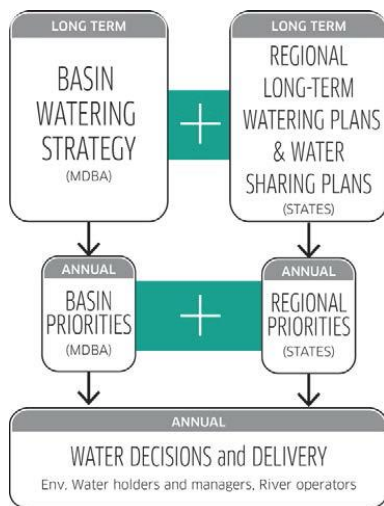 LONG TERM
BASIN
WATERING
STRATEGY
(MDBA)
+
LONG TERM
REGIONAL
LONG-TERM
WATERING PLANS
& WATER
SHARING PLANS
(STATES)
ANNUAL
BASIN
PRIORITIES
(MDBA)
+
ANNUAL
REGIONAL
PRIORITIES
(STATES)
ANNUAL
WATER DECISIONS and DELIVERY
Env. Water holders and managers, River operators